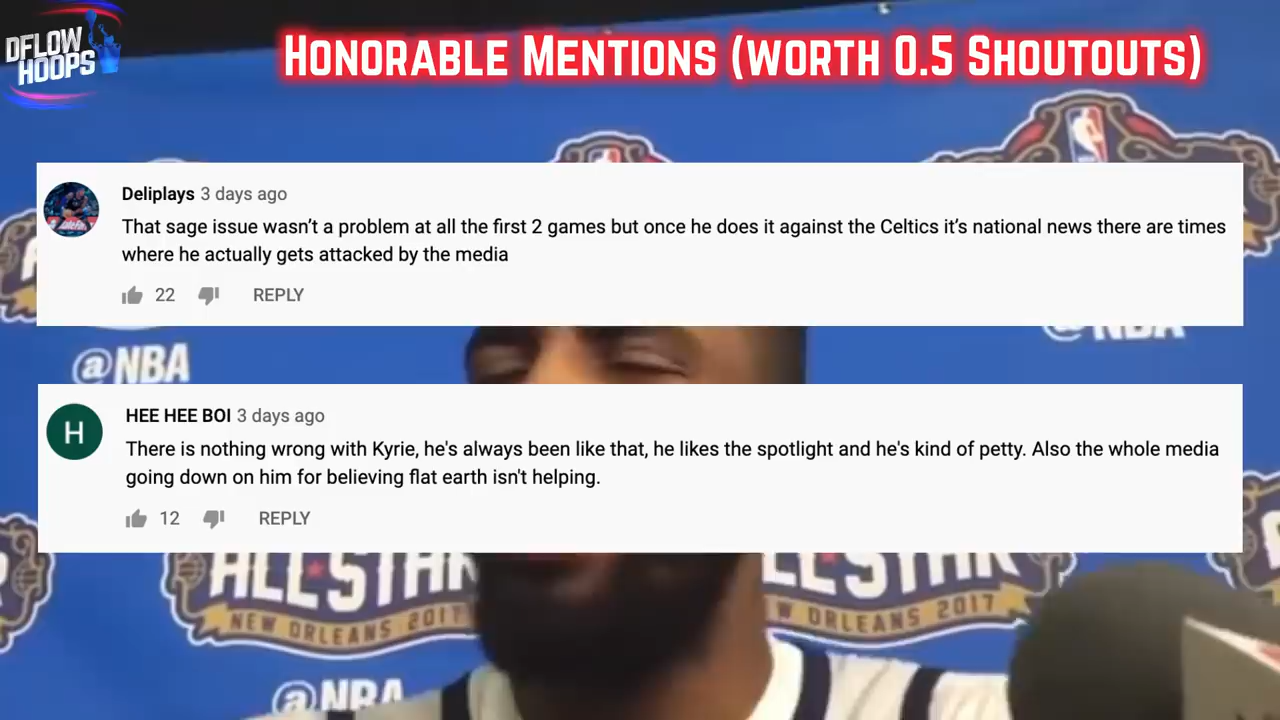 DFLOW
HOOPS
HONORABLE MENTIONS (WORTH 0.5 SHOUTOUTS)
Deliplays 3 days ago
That sage issue wasn’t a problem at all the first 2 games but once he does it against the Celtics it’s national news there are times
where he actually gets attacked by the media
22 REPLY
@NBA
@NBA
H
HEE HEE BOI 3 days ago
There is nothing wrong with Kyrie, he's always been like that, he likes the spotlight and he's kind of petty. Also the whole media
going down on him for believing flat earth isn't helping.
12 REPLY
ALL STAR
NEW ORLEANS 2017
ORLEANS 2017
@NBA